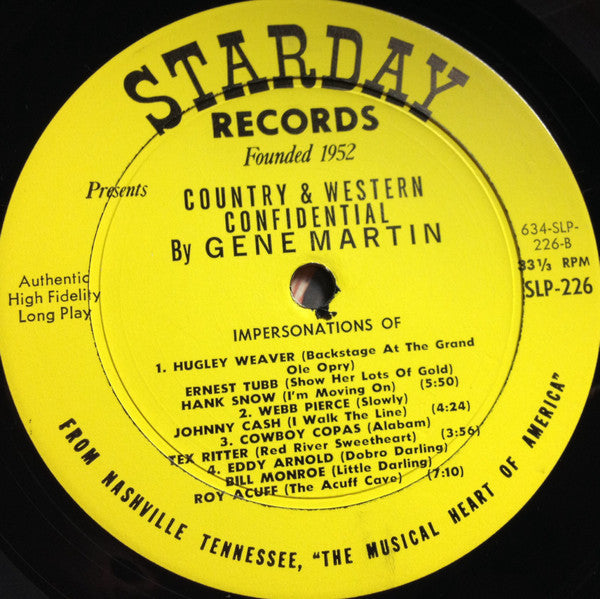 STARDAY
RECORDS
Founded 1952
Presents
COUNTRY & WESTERN
CONFIDENTIAL
By GENE MARTIN
634-SLP-
226-B
33⅓ RPM
SLP-226
Authentic
High Fidelity
Long Play
IMPERSONATIONS OF
1. HUGLEY WEAVER (Backstage At The Grand
Ole Opry)
ERNEST TUBB (Show Her Lots Of Gold)
HANK SNOW (I'm Moving On) (5:50)
2. WEBB PIERCE (Slowly)
JOHNNY CASH (I Walk The Line) (4:24)
3. COWBOY COPAS (Alabam)
TEX RITTER (Red River Sweetheart) (3:56)
4. EDDY ARNOLD (Dobro Darling)
BILL MONROE (Little Darling)
ROY ACUFF (The Acuff Cave) (7:10)
FROM NASHVILLE TENNESSEE, "THE MUSICAL HEART OF AMERICA"